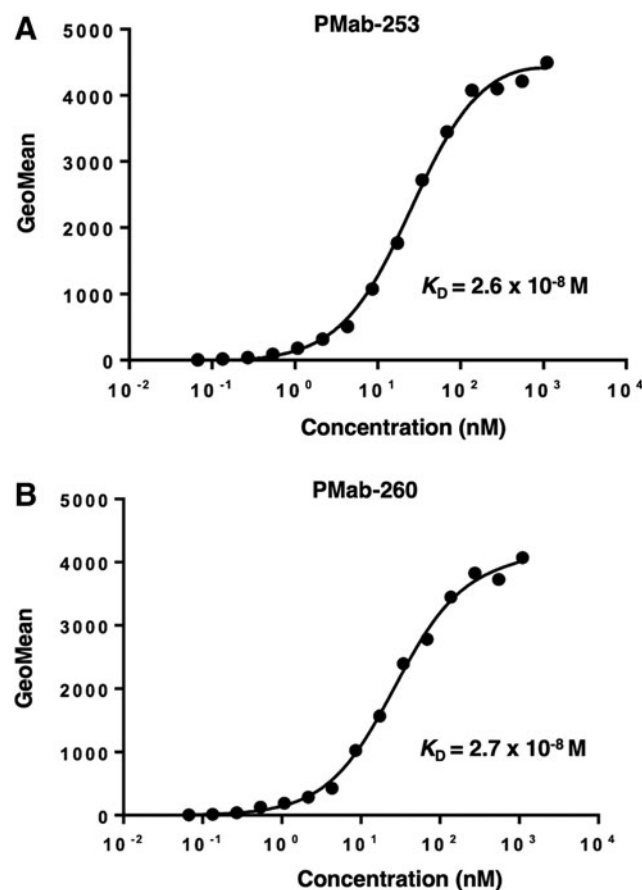 A
PMab-253
5000
4000
3000
2000
1000
0
GeoMean
K_D = 2.6 x 10^-8 M
10^-2 10^-1 10^0 10^1 10^2 10^3 10^4
Concentration (nM)
B
PMab-260
5000
4000
3000
2000
1000
0
GeoMean
K_D = 2.7 x 10^-8 M
10^-2 10^-1 10^0 10^1 10^2 10^3 10^4
Concentration (nM)